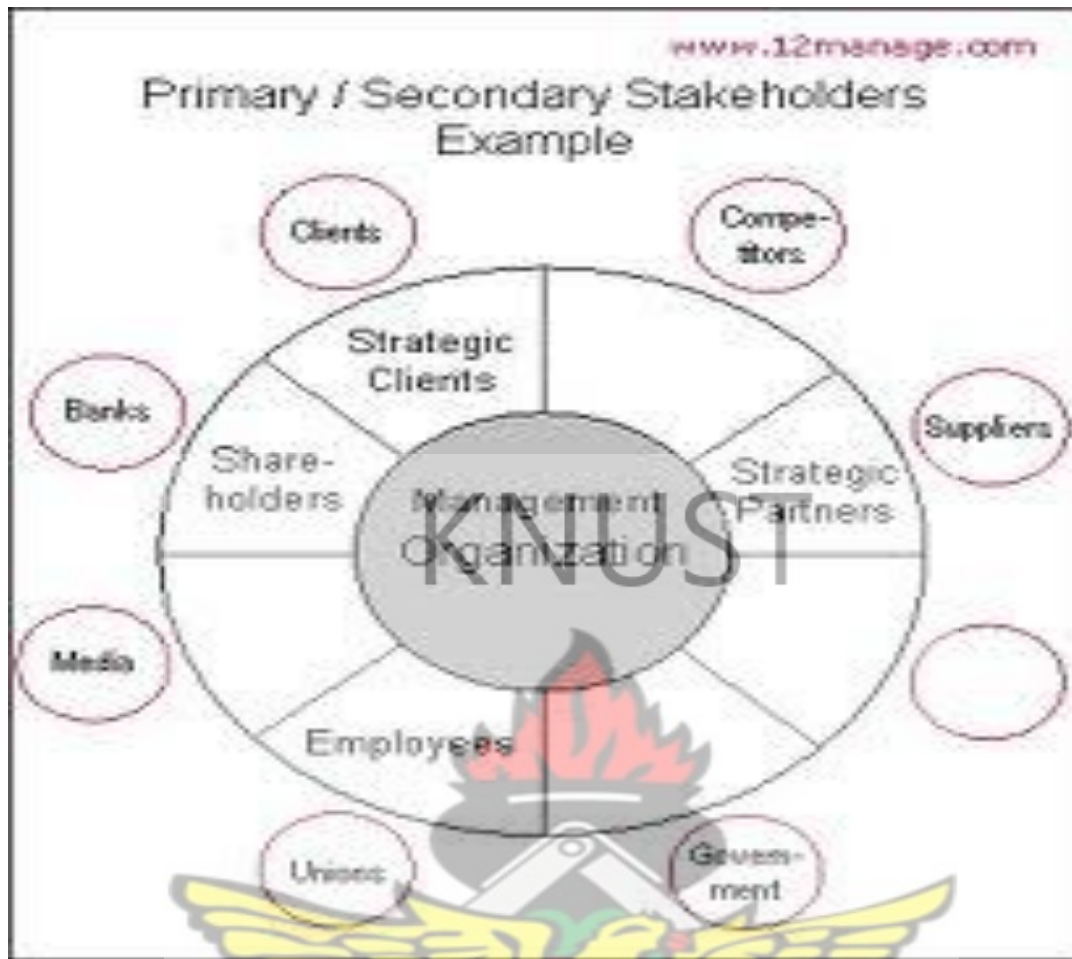 www.12manage.com
Primary / Secondary Stakeholders
Example
Clients
Compe-
titors
Strategic
Clients
Banks
Suppliers
Share-
holders
Strategic
Partners
Management
Organization
KNUST
Media
Employees
Unions
Govern-
ment